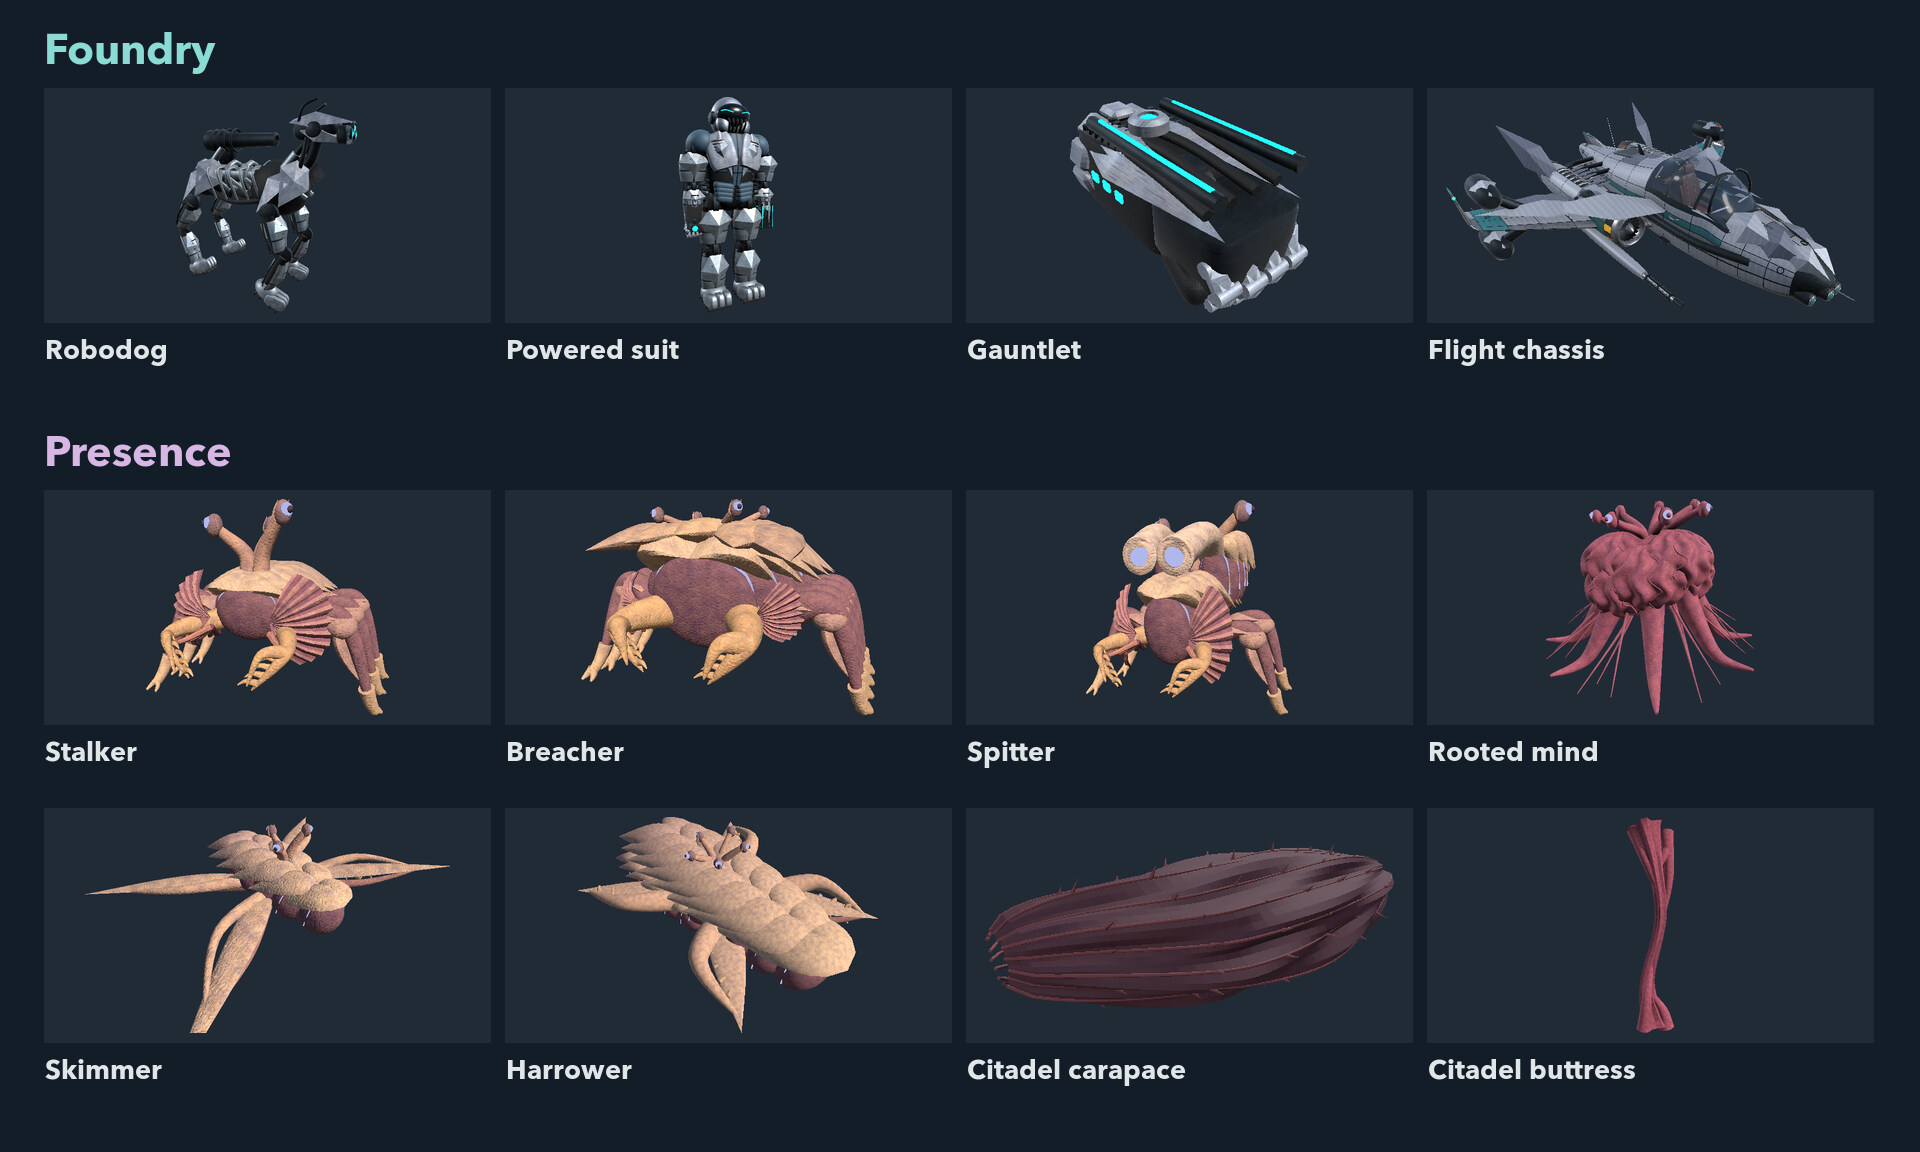 Foundry
Robodog
Powered suit
Gauntlet
Flight chassis
Presence
Stalker
Breacher
Spitter
Rooted mind
Skimmer
Harrower
Citadel carapace
Citadel buttress